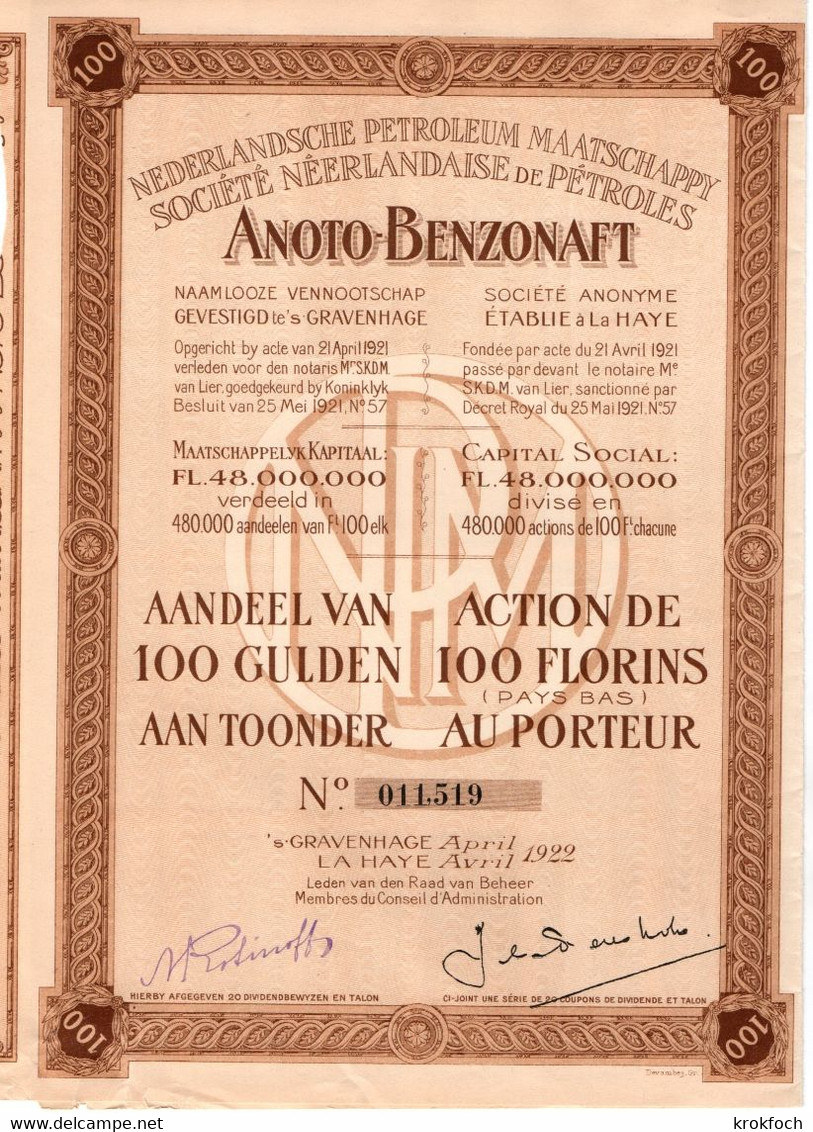 100
100
NEDERLANDSCHE PETROLEUM MAATSCHAPPY
SOCIÉTÉ NÉERLANDAISE DE PÉTROLES
ANOTO-BENZONAFT
NAAMLOOZE VENNOOTSCHAP
GEVESTIGD te 's-GRAVENHAGE
Opgericht by acte van 21 April 1921
verleden voor den notaris Mr. S.K.D.M.
van Lier, goedgekeurd by Koninklyk
Besluit van 25 Mei 1921, No 57
SOCIÉTÉ ANONYME
ÉTABLIE à La HAYE
Fondée par acte du 21 Avril 1921
passé par devant le notaire Me
S.K.D.M. van Lier, sanctionné par
Décret Royal du 25 Mai 1921, No. 57
MAATSCHAPPELYK KAPITAAL:
FL. 48.000.000
verdeeld in
480.000 aandeelen van Fl. 100 elk
CAPITAL SOCIAL:
FL. 48.000.000
divisé en
480.000 actions de 100 Fl. chacune
NPM
AANDEEL VAN
100 GULDEN
AAN TOONDER
ACTION DE
100 FLORINS
(PAYS BAS)
AU PORTEUR
No. 011,519
's-GRAVENHAGE April 1922
LA HAYE Avril
Leden van den Raad van Beheer
Membres du Conseil d'Administration
HIERBY AFGEGEVEN 20 DIVIDENDBEWYZEN EN TALON
CI-JOINT UNE SÉRIE DE 20 COUPONS DE DIVIDENDE ET TALON
100
100
© krokfoch